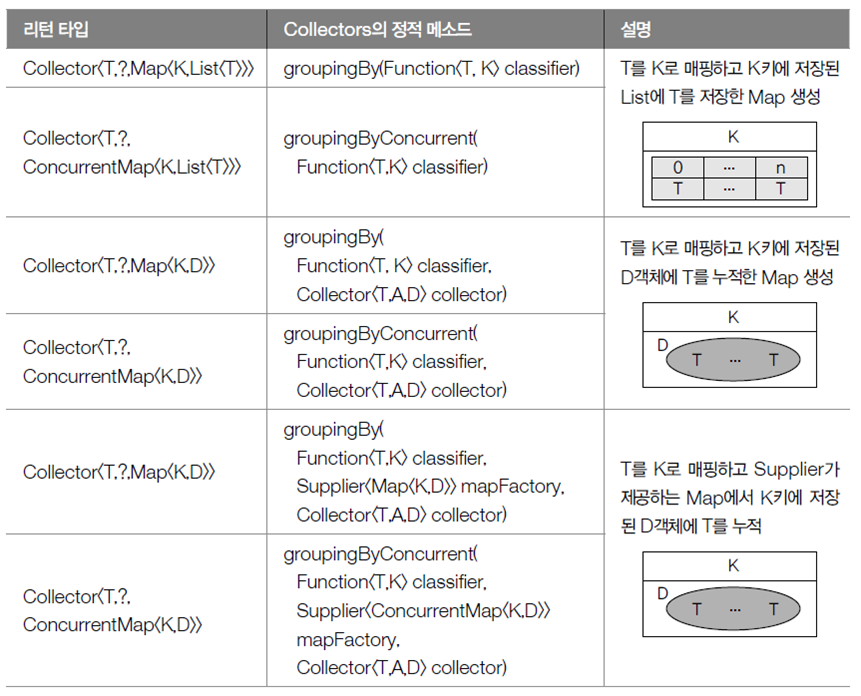 리턴 타입
Collectors의 정적 메소드
설명
Collector〈T,?,Map〈K,List〈T〉〉〉
groupingBy(Function〈T, K〉 classifier)
T를 K로 매핑하고 K키에 저장된
List에 T를 저장한 Map 생성
K
0 ... n
T ... T
Collector〈T,?,
ConcurrentMap〈K,List〈T〉〉〉
groupingByConcurrent(
Function〈T,K〉 classifier)
Collector〈T,?,Map〈K,D〉〉
groupingBy(
Function〈T, K〉 classifier,
Collector〈T,A,D〉 collector)
T를 K로 매핑하고 K키에 저장된
D객체에 T를 누적한 Map 생성
K
D
T ... T
Collector〈T,?,
ConcurrentMap〈K,D〉〉
groupingByConcurrent(
Function〈T,K〉 classifier,
Collector〈T,A,D〉 collector)
Collector〈T,?,Map〈K,D〉〉
groupingBy(
Function〈T,K〉 classifier,
Supplier〈Map〈K,D〉〉 mapFactory,
Collector〈T,A,D〉 collector)
T를 K로 매핑하고 Supplier가
제공하는 Map에서 K키에 저장
된 D객체에 T를 누적
K
D
T ... T
Collector〈T,?,
ConcurrentMap〈K,D〉〉
groupingByConcurrent(
Function〈T,K〉 classifier,
Supplier〈ConcurrentMap〈K,D〉〉
mapFactory,
Collector〈T,A,D〉 collector)